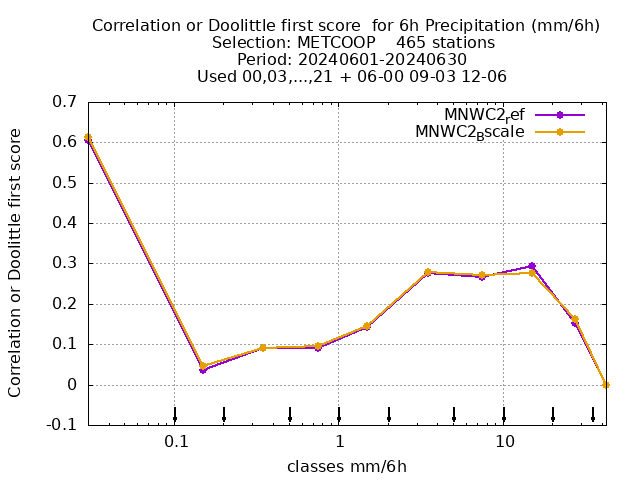 Correlation or Doolittle first score  for 6h Precipitation (mm/6h)
Selection: METCOOP    465 stations
Period: 20240601-20240630
Used 00,03,...,21 + 06-00 09-03 12-06
MNWC2ref
MNWC2Bscale
Correlation or Doolittle first score
0.7
0.6
0.5
0.4
0.3
0.2
0.1
0
-0.1
0.1 1 10
classes mm/6h